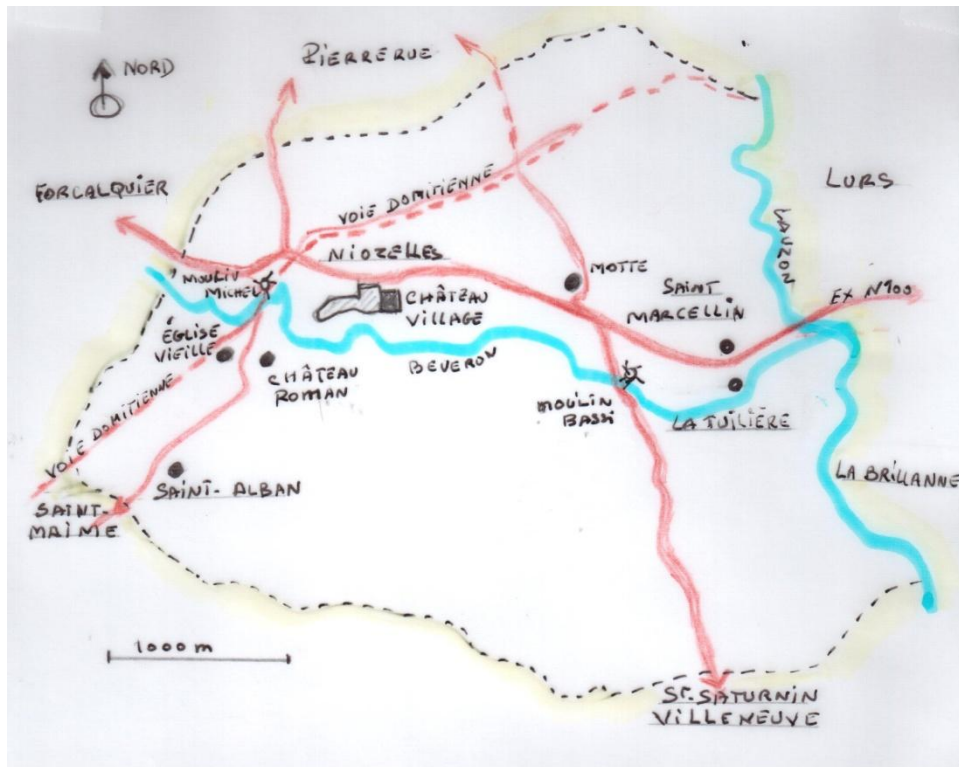 NORD
PIERRERUE
FORCALQUIER
LURS
VOIE DOMITIENNE
LAUZON
NIOZELLES
MOULIN
MICHEL
MOTTE
SAINT
MARCELLIN
EX N100
CHÂTEAU
VILLAGE
ÉGLISE
VIEILLE
CHÂTEAU
ROMAN
BEVERON
MOULIN
BASSI
LA TUILIÈRE
VOIE DOMITIENNE
SAINT-ALBAN
LA BRILLANNE
SAINT-
MAIME
1000 m
ST-SATURNIN
VILLENEUVE